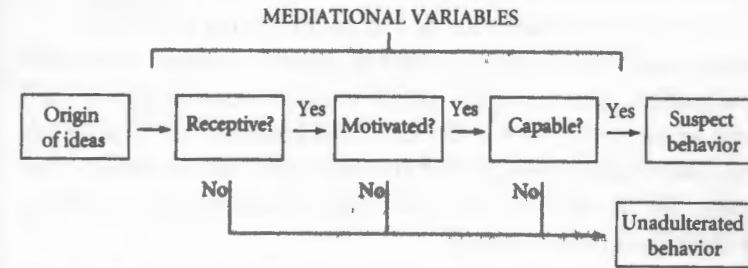 MEDIATIONAL VARIABLES
Origin
of ideas
Receptive?
Yes
Motivated?
Yes
Capable?
Yes
Suspect
behavior
No
No
No
Unadulterated
behavior